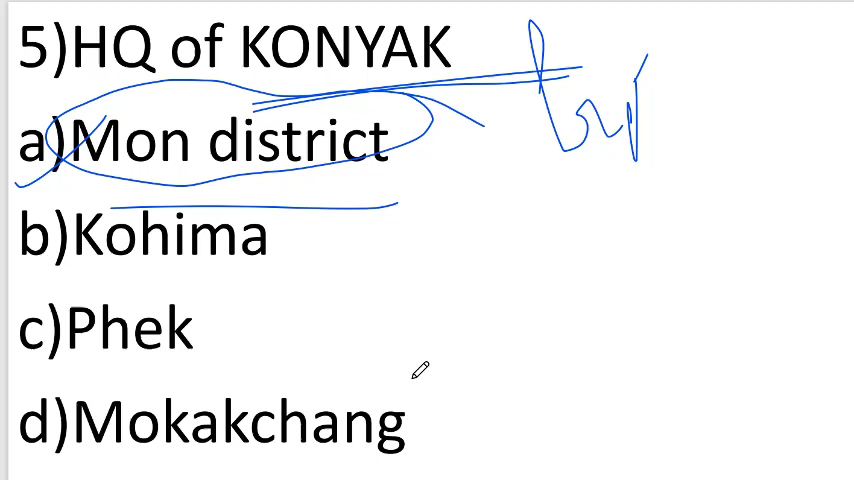 5)HQ of KONYAK
a)Mon district
b)Kohima
c)Phek
d)Mokakchang